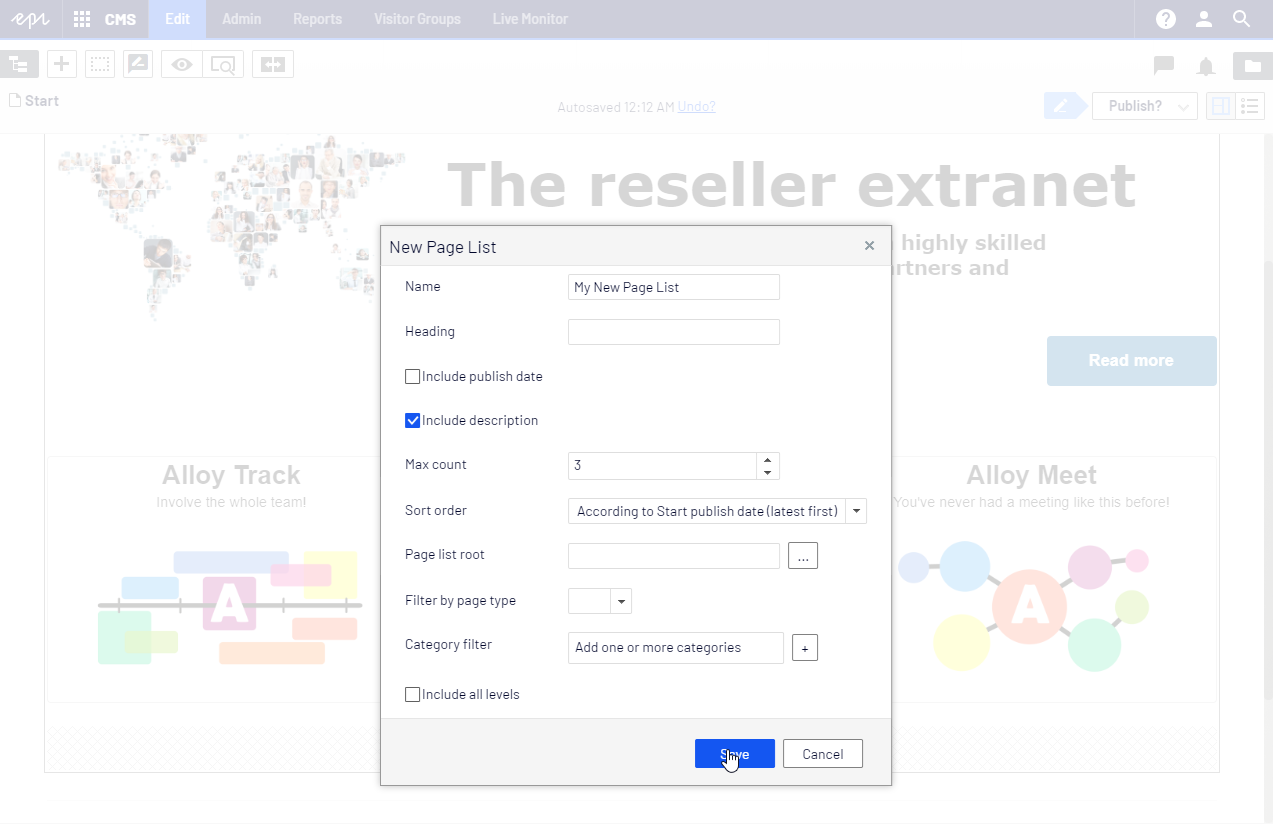 epi CMS Edit Admin Reports Visitor Groups Live Monitor ?
Start
Autosaved 12:12 AM Undo?
Publish?
The reseller extranet
highly skilled
rtners and
Read more
Alloy Track
Involve the whole team!
A
Alloy Meet
You've never had a meeting like this before!
A
New Page List
Name My New Page List
Heading
Include publish date
Include description
Max count 3
Sort order According to Start publish date (latest first)
Page list root ...
Filter by page type
Category filter Add one or more categories +
Include all levels
Save Cancel